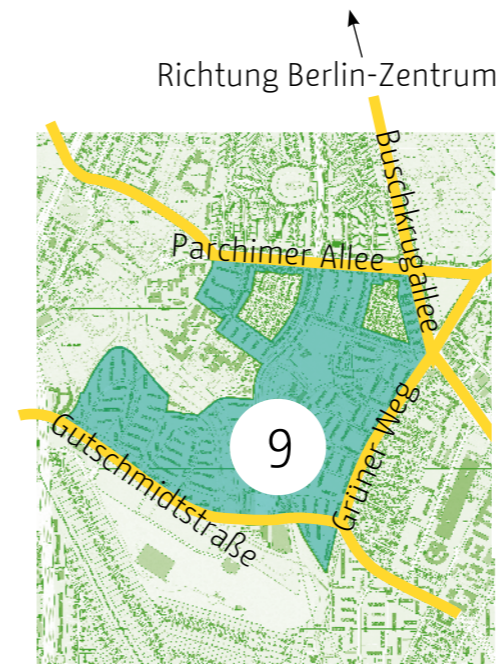 Richtung Berlin-Zentrum
Buschkrugallee
Parchimer Allee
Grüner Weg
9
Gutschmidtstraße